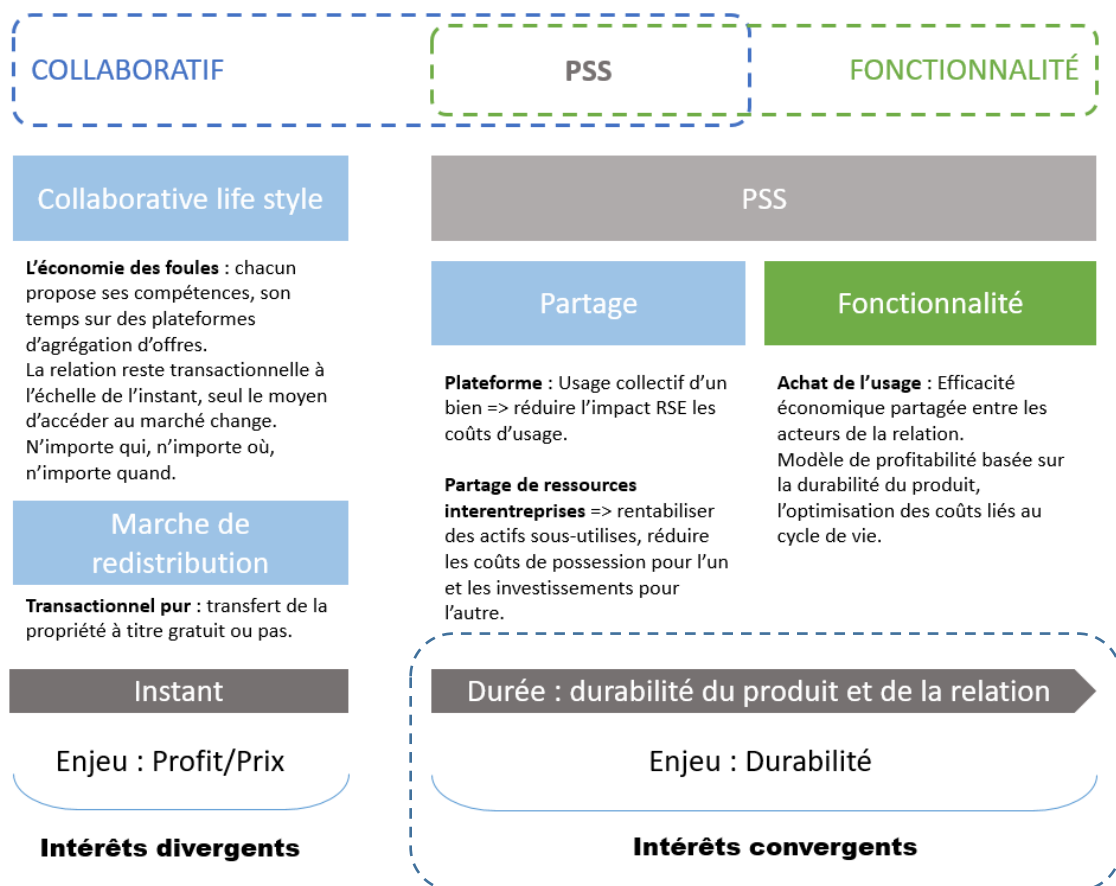 COLLABORATIF
PSS
FONCTIONNALITÉ
Collaborative life style
PSS
L'économie des foules : chacun
propose ses compétences, son
temps sur des plateformes
d'agrégation d'offres.
La relation reste transactionnelle à
l'échelle de l'instant, seul le moyen
d'accéder au marché change.
N'importe qui, n'importe où,
n'importe quand.
Marche de
redistribution
Transactionnel pur : transfert de la
propriété à titre gratuit ou pas.
Partage
Plateforme : Usage collectif d'un
bien => réduire l'impact RSE les
coûts d'usage.
Partage de ressources
interentreprises => rentabiliser
des actifs sous-utilises, réduire
les coûts de possession pour l'un
et les investissements pour
l'autre.
Fonctionnalité
Achat de l'usage : Efficacité
économique partagée entre les
acteurs de la relation.
Modèle de profitabilité basée sur
la durabilité du produit,
l'optimisation des coûts liés au
cycle de vie.
Instant
Enjeu : Profit/Prix
Intérêts divergents
Durée : durabilité du produit et de la relation
Enjeu : Durabilité
Intérêts convergents